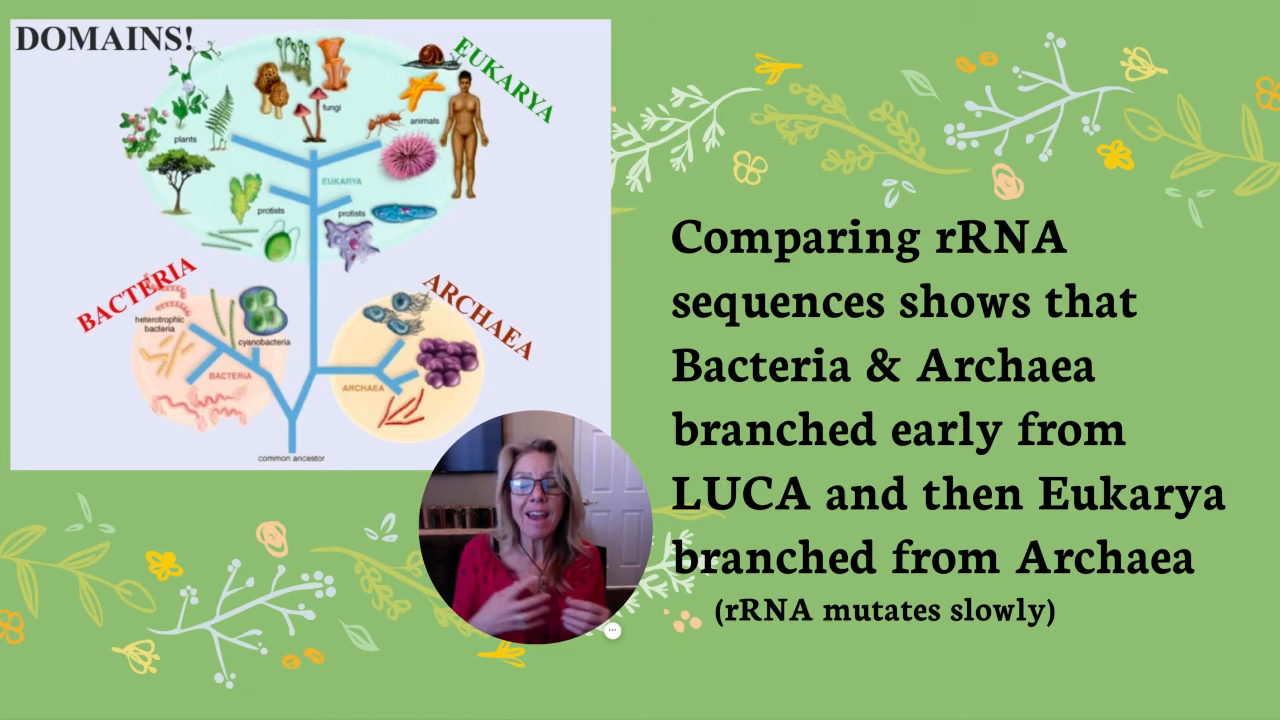 DOMAINS!
EUKARYA
fungi
animals
plants
EUKARYA
protists
protists
BACTERIA
ARCHAEA
heterotrophic
bacteria
cyanobacteria
BACTERIA
ARCHAEA
common ancestor
Comparing rRNA
sequences shows that
Bacteria & Archaea
branched early from
LUCA and then Eukarya
branched from Archaea
(rRNA mutates slowly)